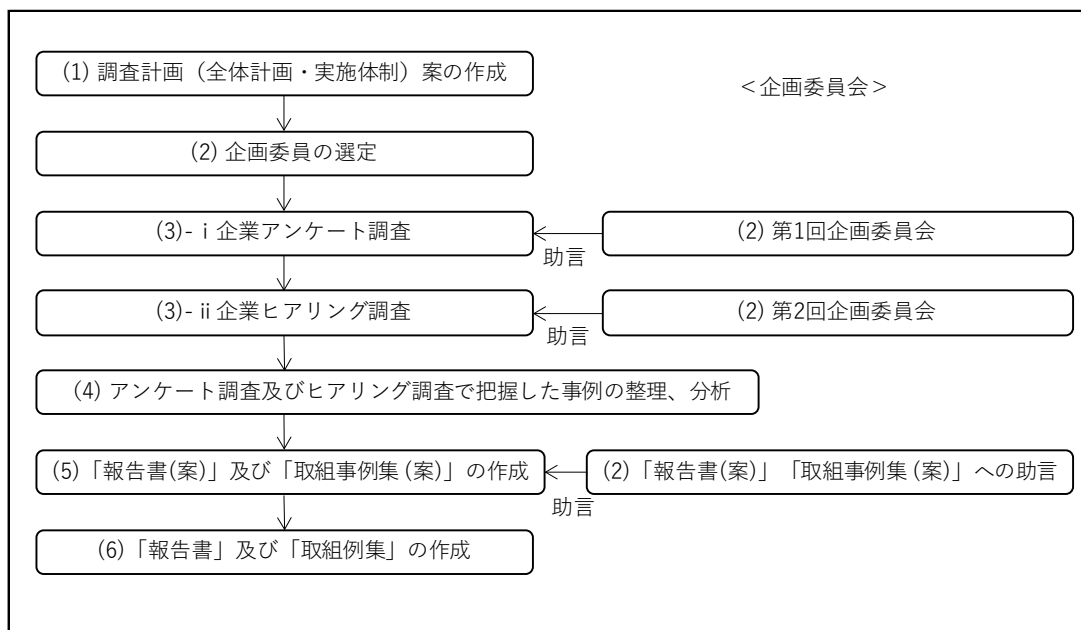 (1) 調査計画（全体計画・実施体制）案の作成
＜企画委員会＞
(2) 企画委員の選定
(3)-ⅰ企業アンケート調査
助言
(2) 第1回企画委員会
(3)-ⅱ企業ヒアリング調査
助言
(2) 第2回企画委員会
(4) アンケート調査及びヒアリング調査で把握した事例の整理、分析
(5)「報告書(案)」及び「取組事例集(案)」の作成
助言
(2)「報告書(案)」「取組事例集(案)」への助言
(6)「報告書」及び「取組例集」の作成